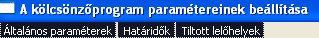 A kölcsönzőprogram paramétereinek beállítása
Általános paraméterek Határidők Tiltott lelőhelyek